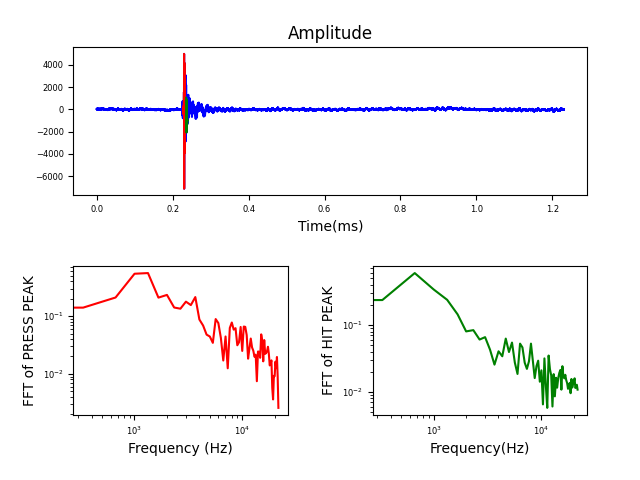 Amplitude
4000
2000
0
−2000
−4000
−6000
0.0 0.2 0.4 0.6 0.8 1.0 1.2
Time(ms)
FFT of PRESS PEAK
10⁻¹
10⁻²
10³ 10⁴
Frequency (Hz)
FFT of HIT PEAK
10⁻¹
10⁻²
10³ 10⁴
Frequency(Hz)